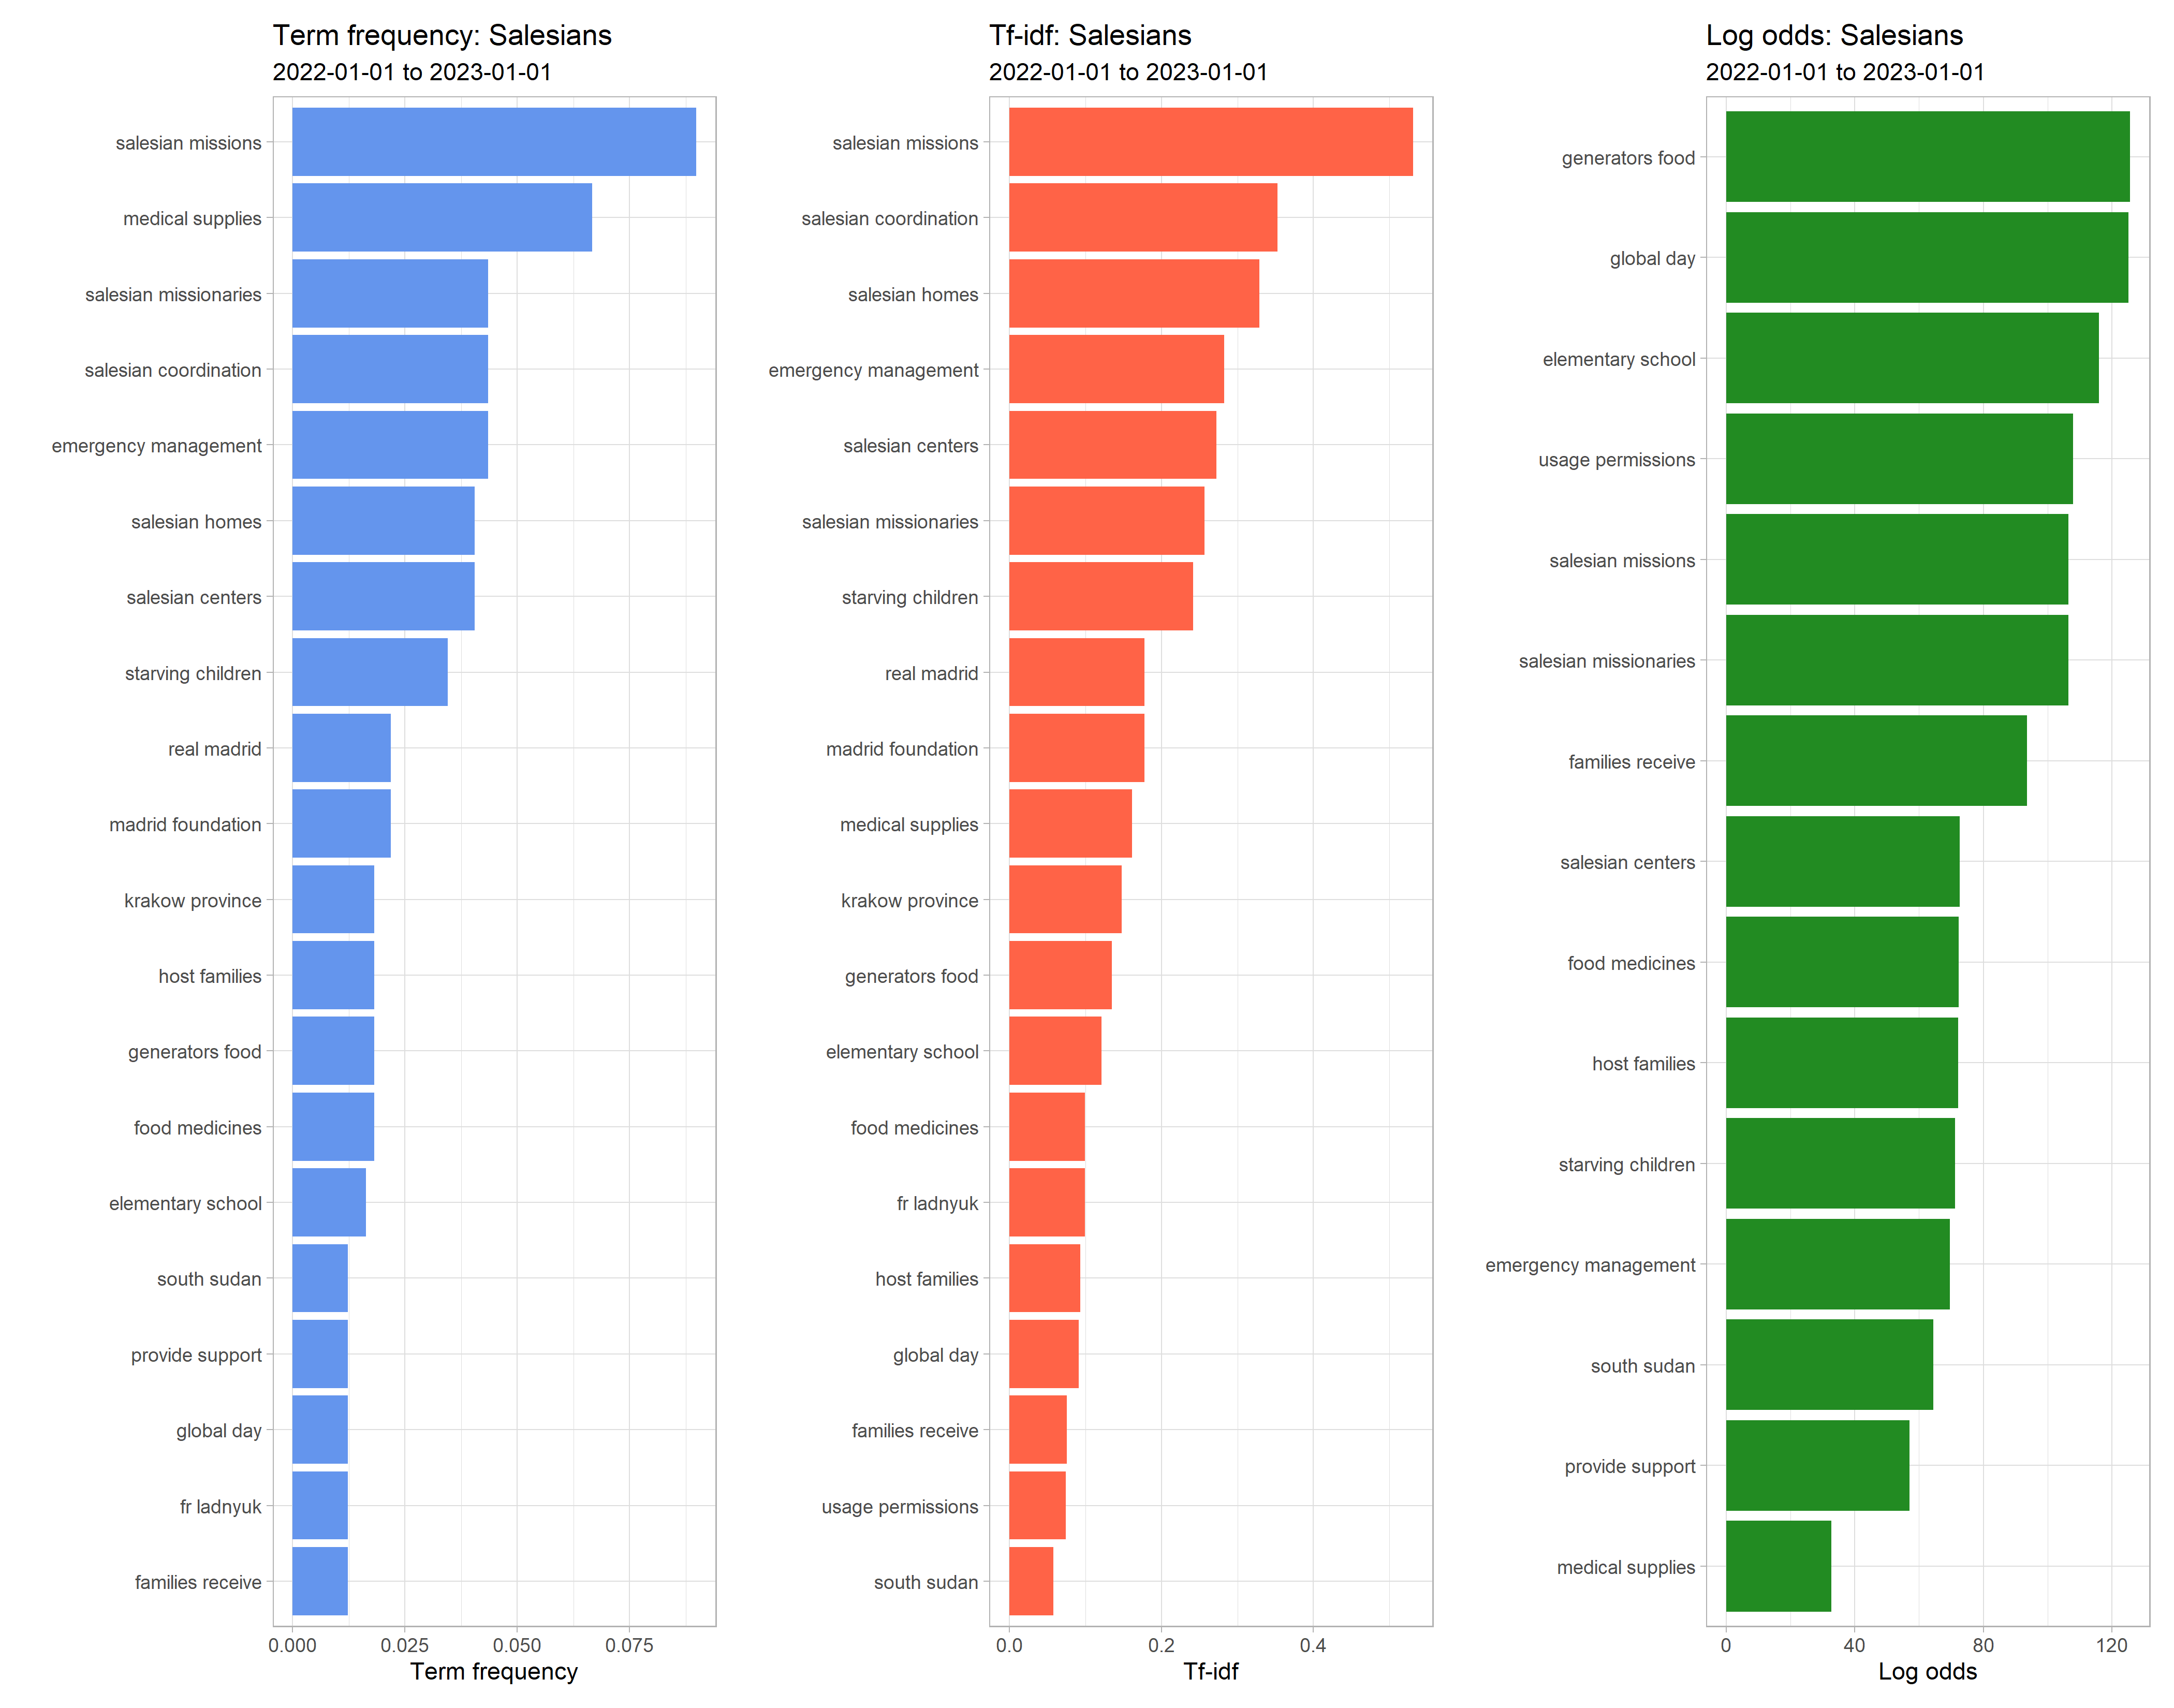 Term frequency: Salesians
2022-01-01 to 2023-01-01
salesian missions
medical supplies
salesian missionaries
salesian coordination
emergency management
salesian homes
salesian centers
starving children
real madrid
madrid foundation
krakow province
host families
generators food
food medicines
elementary school
south sudan
provide support
global day
fr ladnyuk
families receive
0.000 0.025 0.050 0.075
Term frequency
Tf-idf: Salesians
2022-01-01 to 2023-01-01
salesian missions
salesian coordination
salesian homes
emergency management
salesian centers
salesian missionaries
starving children
real madrid
madrid foundation
medical supplies
krakow province
generators food
elementary school
food medicines
fr ladnyuk
host families
global day
families receive
usage permissions
south sudan
0.0 0.2 0.4
Tf-idf
Log odds: Salesians
2022-01-01 to 2023-01-01
generators food
global day
elementary school
usage permissions
salesian missions
salesian missionaries
families receive
salesian centers
food medicines
host families
starving children
emergency management
south sudan
provide support
medical supplies
0 40 80 120
Log odds